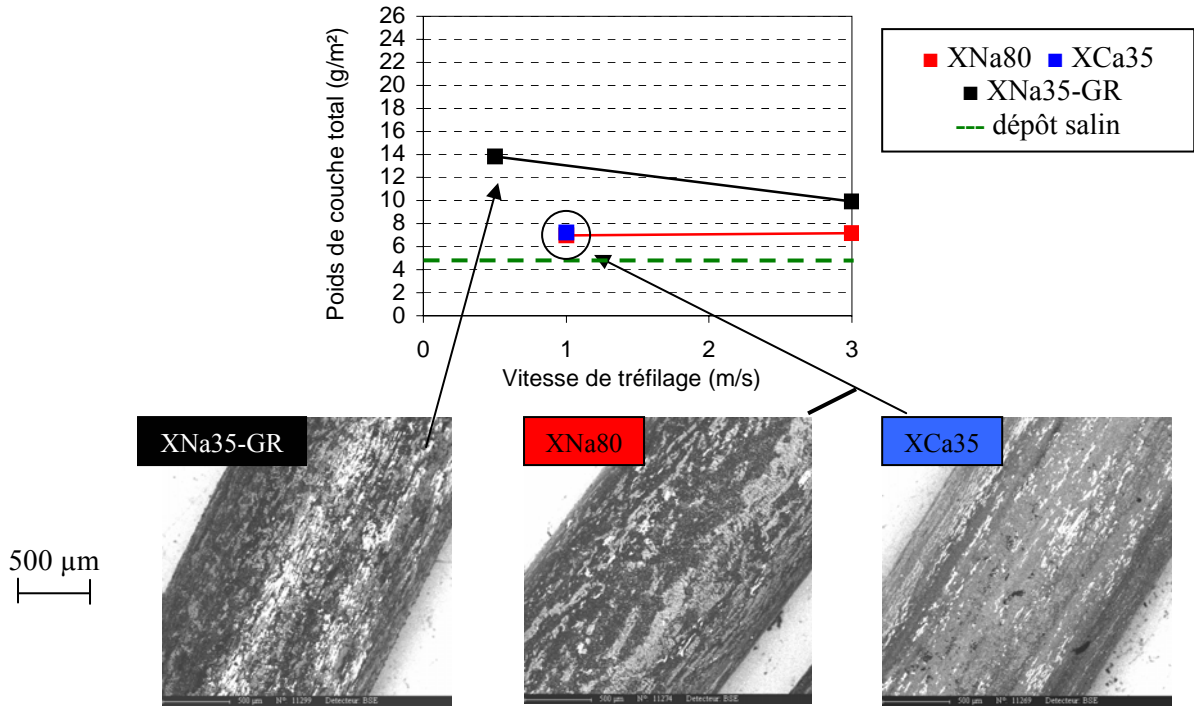 Poids de couche total (g/m²)
26
24
22
20
18
16
14
12
10
8
6
4
2
0
0 1 2 3
Vitesse de tréfilage (m/s)
XNa80 XCa35
XNa35-GR
dépôt salin
XNa35-GR
XNa80
XCa35
500 µm
500 µm N°: 11299 Detecteur: BSE
500 µm N°: 11274 Detecteur: BSE
500 µm N°: 11269 Detecteur: BSE